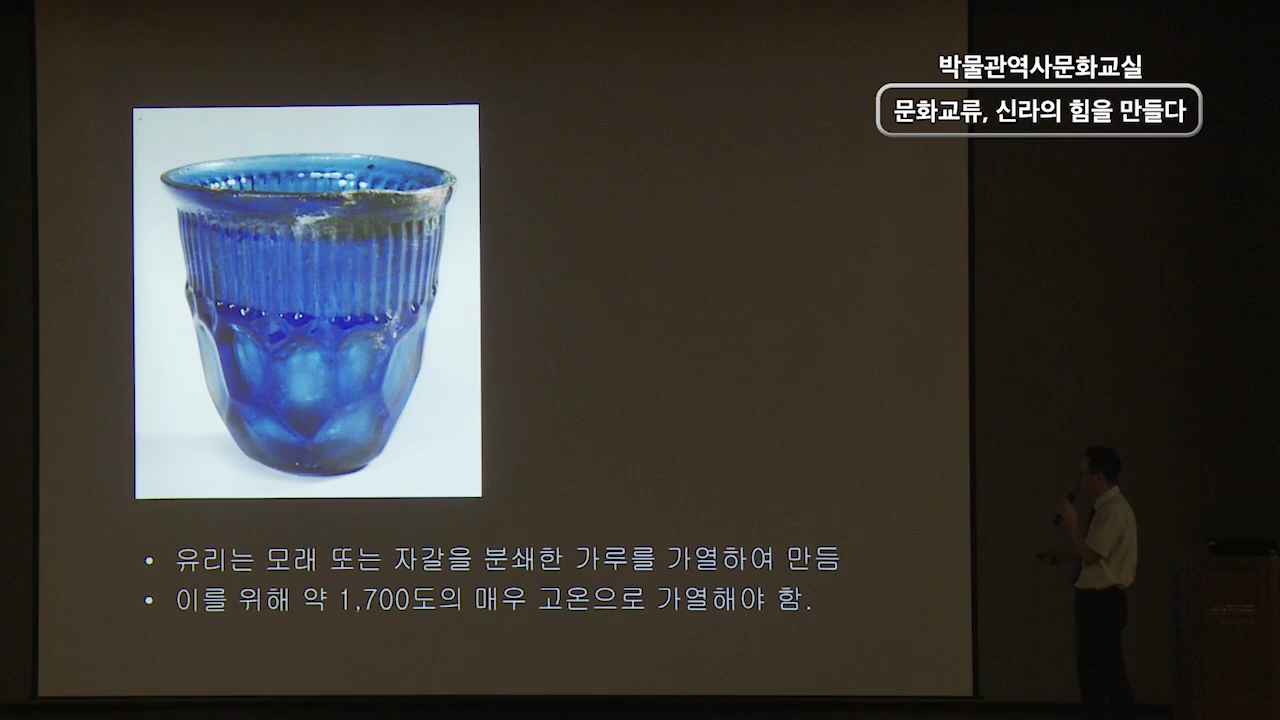 박물관역사문화교실
문화교류, 신라의 힘을 만들다
• 유리는 모래 또는 자갈을 분쇄한 가루를 가열하여 만듬
• 이를 위해 약 1,700도의 매우 고온으로 가열해야 함.